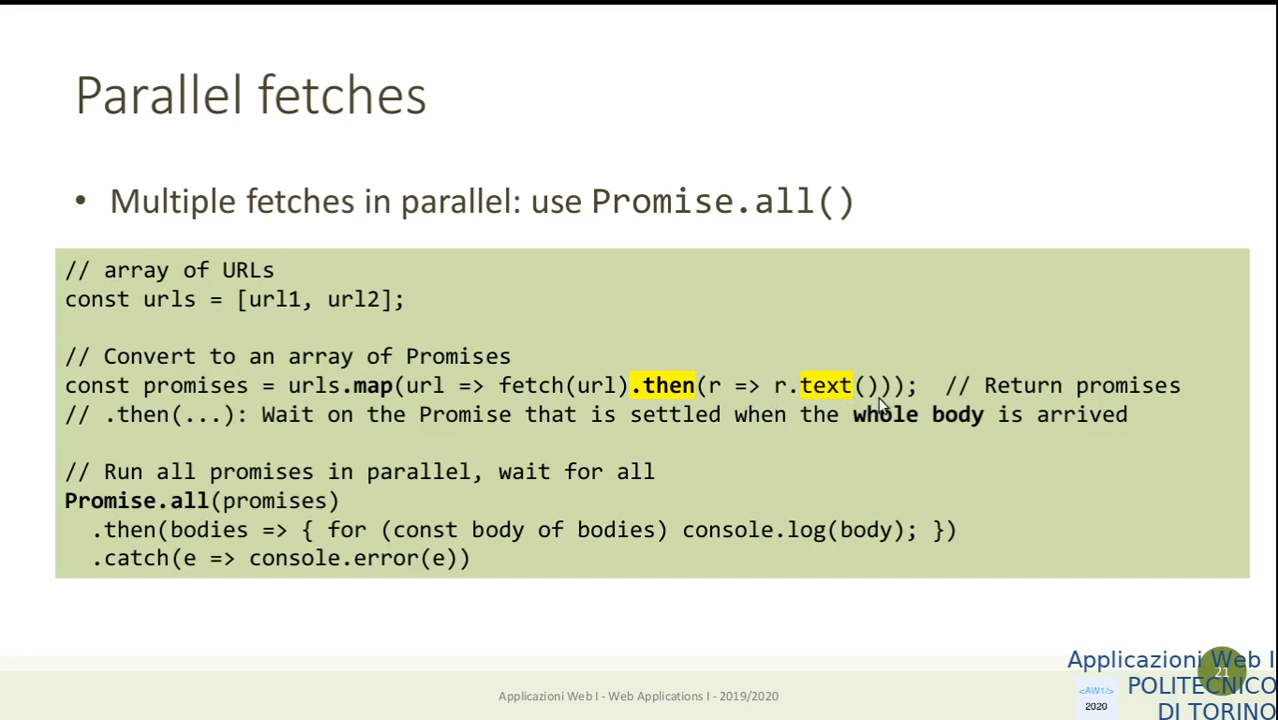 Parallel fetches
• Multiple fetches in parallel: use Promise.all()
// array of URLs
const urls = [url1, url2];
// Convert to an array of Promises
const promises = urls.map(url => fetch(url).then(r => r.text())); // Return promises
// .then(...): Wait on the Promise that is settled when the whole body is arrived
// Run all promises in parallel, wait for all
Promise.all(promises)
.then(bodies => { for (const body of bodies) console.log(body); })
.catch(e => console.error(e))
Applicazioni Web I - Web Applications I - 2019/2020
21
Applicazioni Web I
POLITECNICO
DI TORINO
<AW1/>
2020